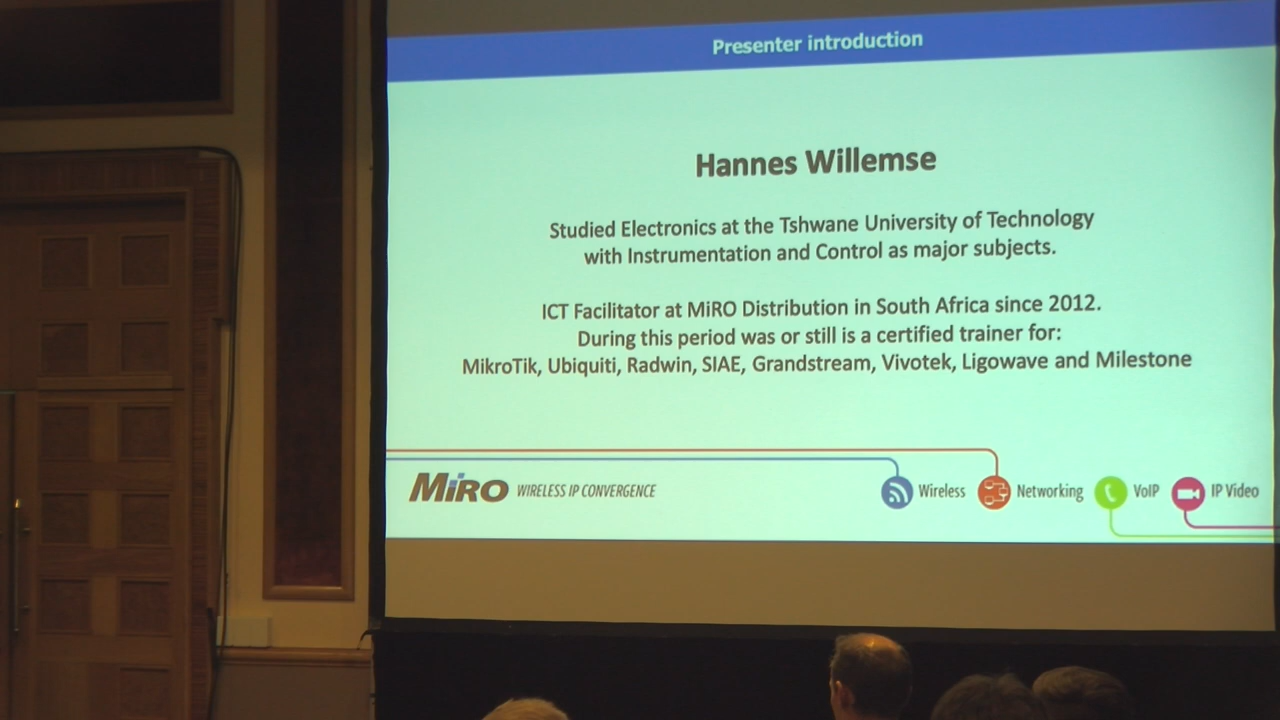 Presenter introduction
Hannes Willemse
Studied Electronics at the Tshwane University of Technology
with Instrumentation and Control as major subjects.
ICT Facilitator at MiRO Distribution in South Africa since 2012.
During this period was or still is a certified trainer for:
MikroTik, Ubiquiti, Radwin, SIAE, Grandstream, Vivotek, Ligowave and Milestone
MiRO WIRELESS IP CONVERGENCE Wireless Networking VoIP IP Video